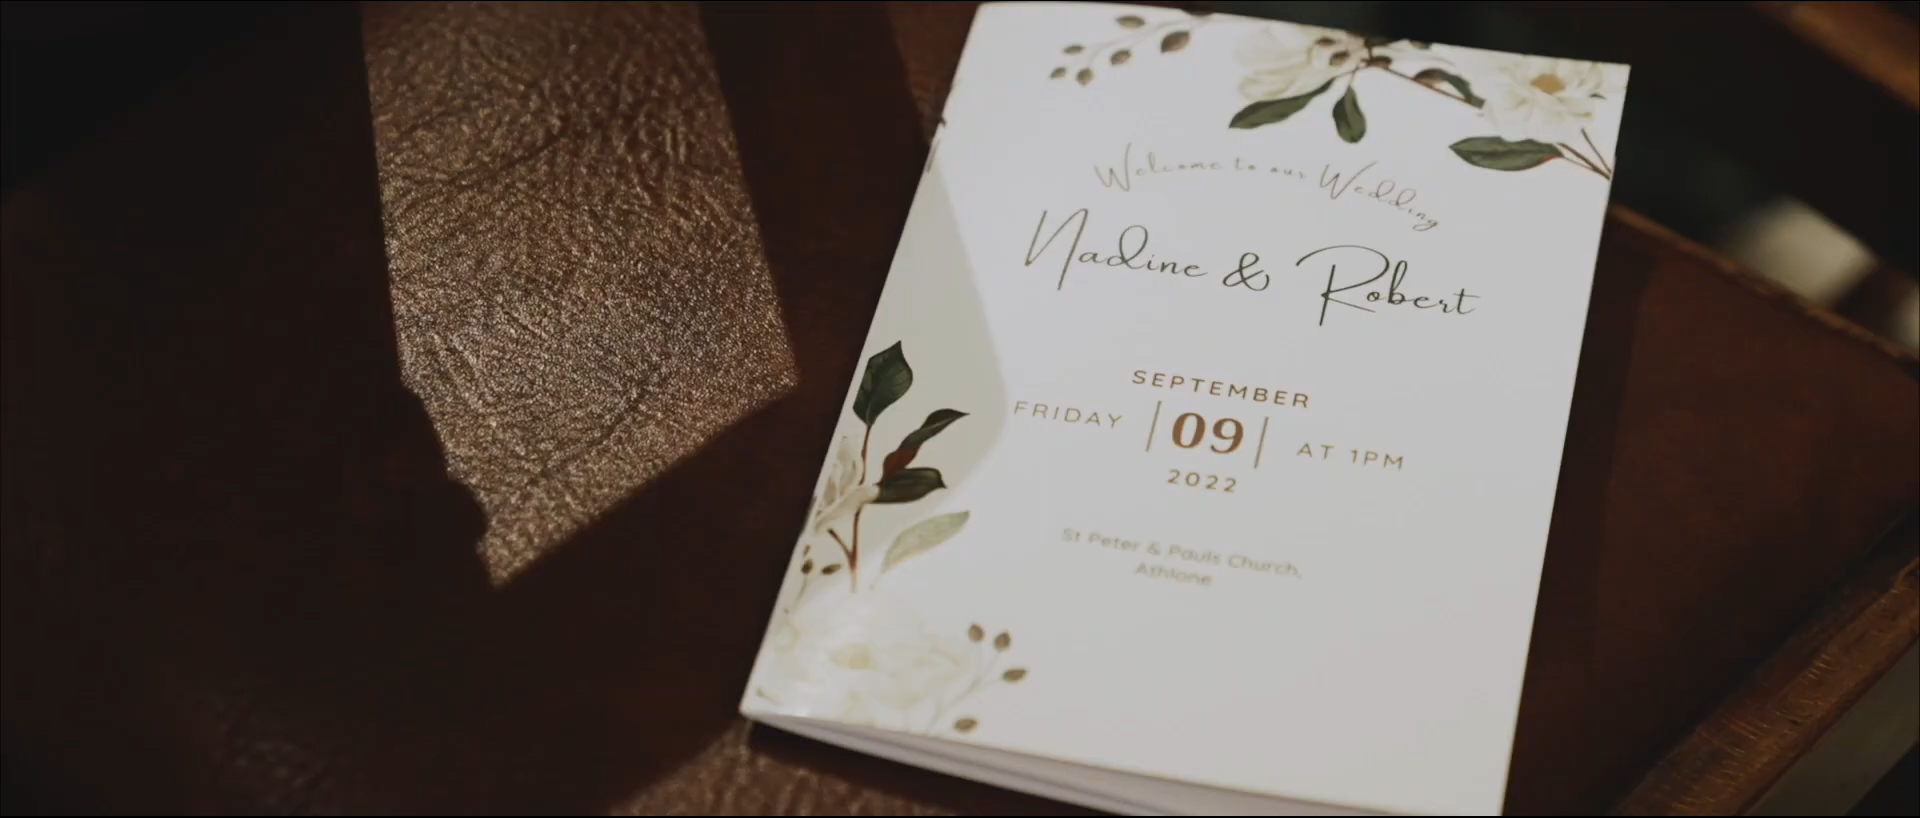 Welcome to our Wedding
Nadine & Robert
SEPTEMBER
FRIDAY | 09 | AT 1PM
2022
St Peter & Pauls Church,
Athlone